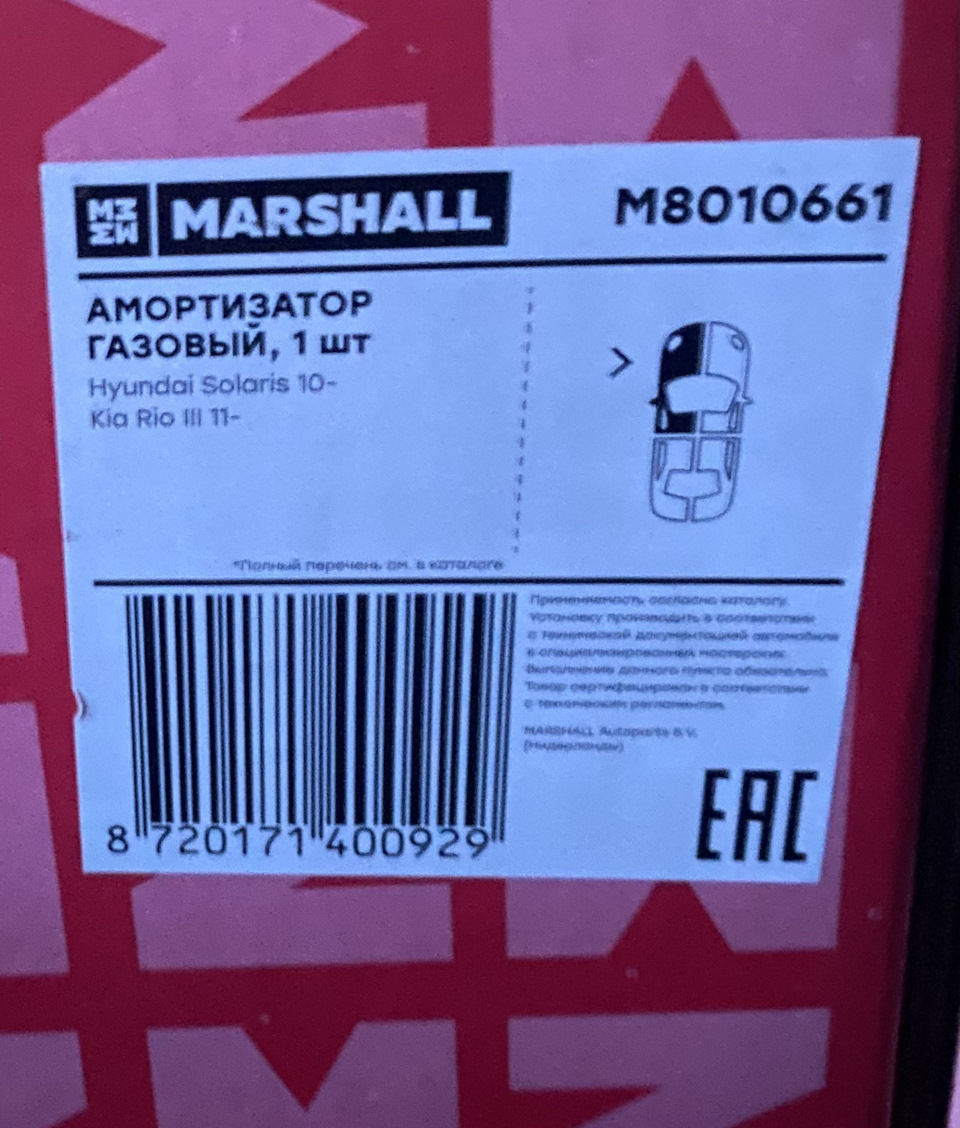 MARSHALL
M8010661
АМОРТИЗАТОР
ГАЗОВЫЙ, 1 шт
Hyundai Solaris 10-
Kia Rio III 11-
*Полный перечень см. в каталоге
Применяемость согласно каталогу.
Установку производить в соответствии
с технической документацией автомобиля
в специализированных мастерских.
Выполнение данного пункта обязательно.
Товар сертифицирован в соответствии
с техническим регламентом.
MARSHALL Autoparts B.V.
(Нидерланды)
8 720171 400929
EAC